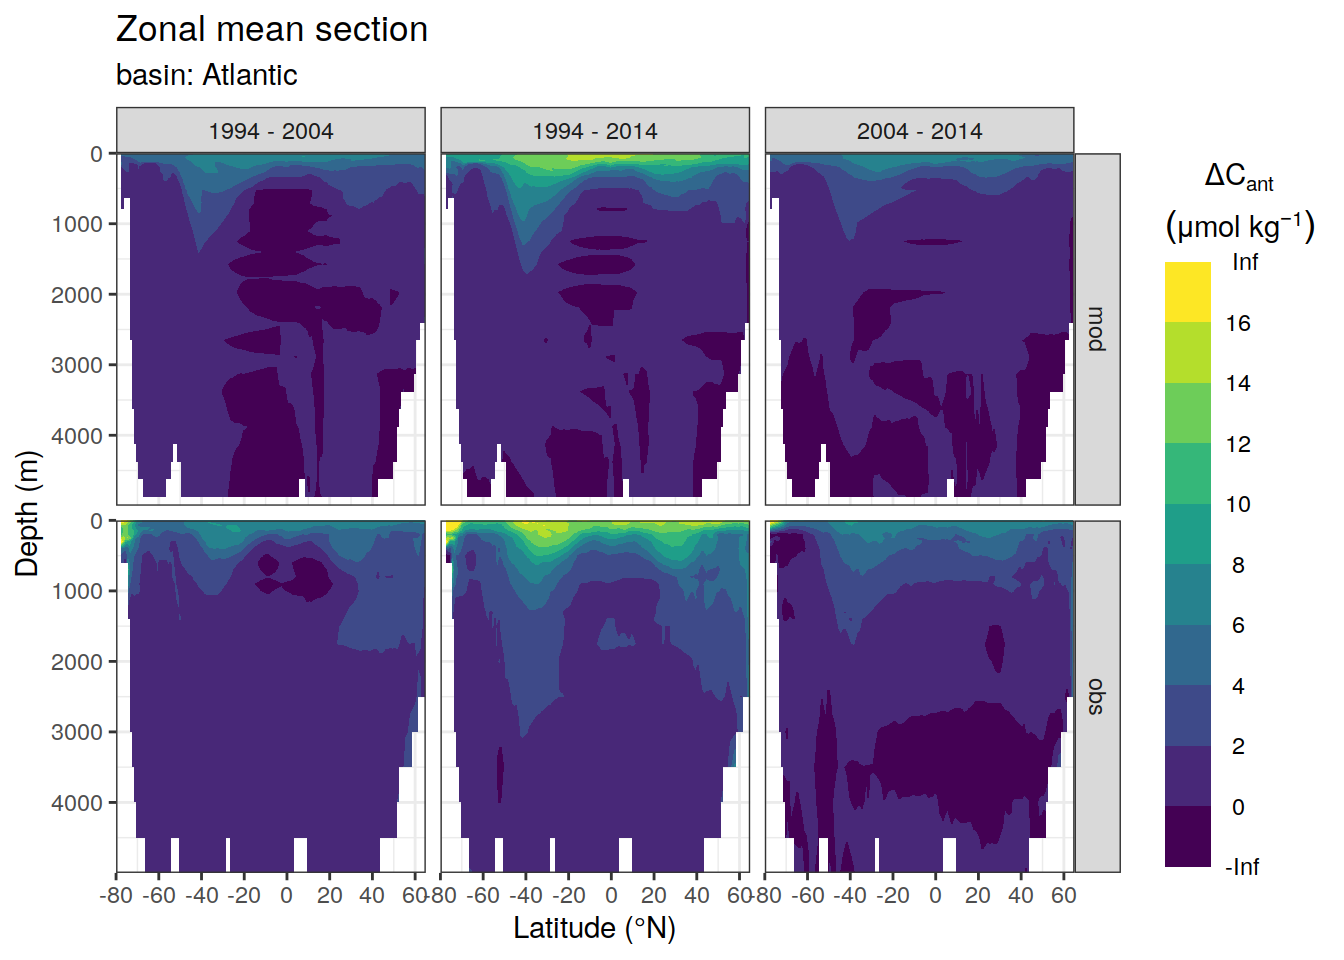 Zonal mean section
basin: Atlantic
1994 - 2004
1994 - 2014
2004 - 2014
0
1000
2000
3000
4000
mod
0
1000
2000
3000
4000
obs
-80 -60 -40 -20 0 20 40 60
-80 -60 -40 -20 0 20 40 60
-80 -60 -40 -20 0 20 40 60
Latitude (°N)
Depth (m)
ΔCant
(μmol kg⁻¹)
Inf
16
14
12
10
8
6
4
2
0
-Inf